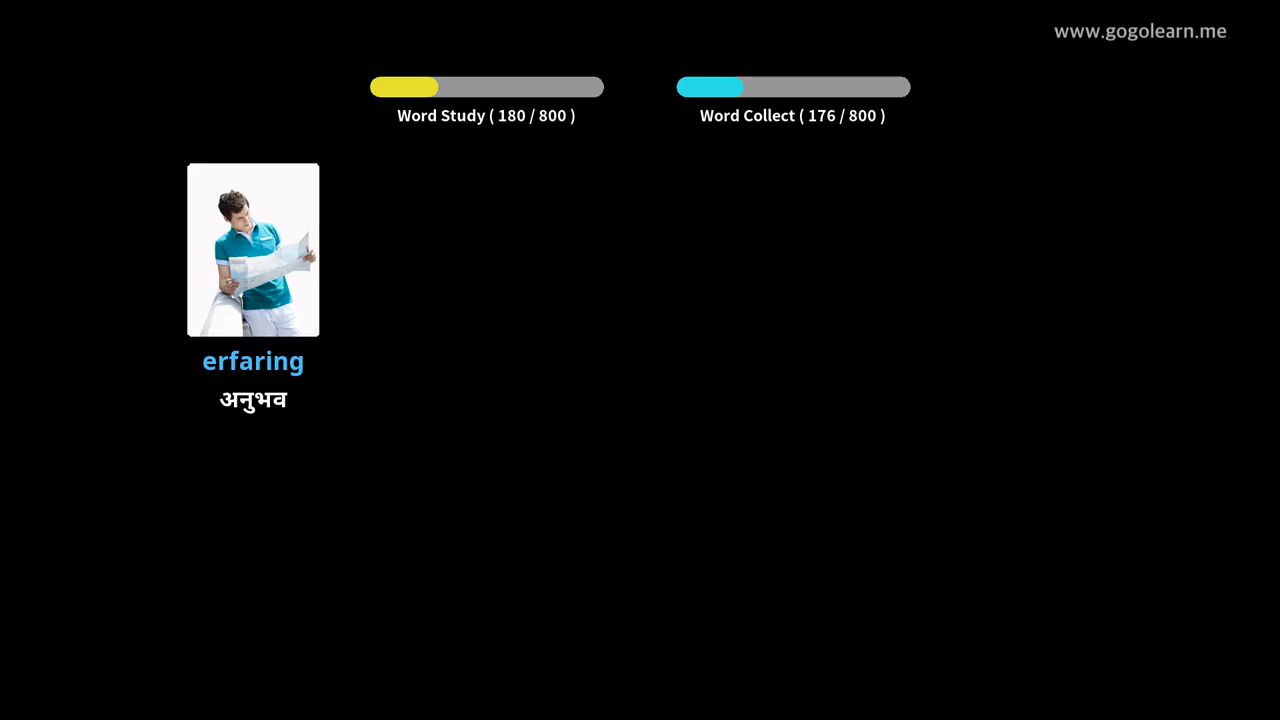 www.gogolearn.me
Word Study ( 180 / 800 )
Word Collect ( 176 / 800 )
erfaring
अनुभव